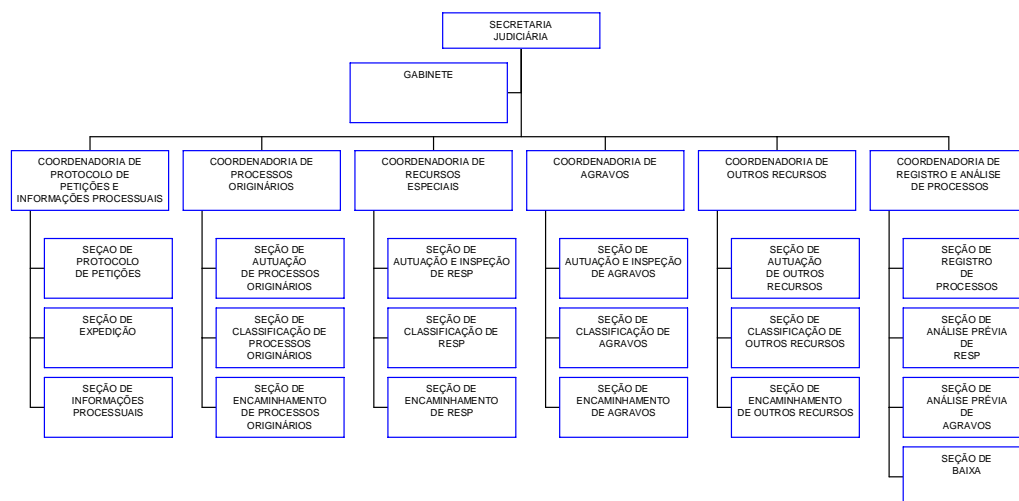 SECRETARIA
JUDICIÁRIA
GABINETE
COORDENADORIA DE
PROTOCOLO DE
PETIÇÕES E
INFORMAÇÕES PROCESSUAIS
COORDENADORIA DE
PROCESSOS
ORIGINÁRIOS
COORDENADORIA DE
RECURSOS
ESPECIAIS
COORDENADORIA DE
AGRAVOS
COORDENADORIA DE
OUTROS RECURSOS
COORDENADORIA DE
REGISTRO E ANÁLISE
DE PROCESSOS
SEÇAO DE
PROTOCOLO
DE PETIÇÕES
SEÇÃO DE
EXPEDIÇÃO
SEÇÃO DE
INFORMAÇÕES
PROCESSUAIS
SEÇÃO DE
AUTUAÇÃO
DE PROCESSOS
ORIGINÁRIOS
SEÇÃO DE
CLASSIFICAÇÃO DE
PROCESSOS
ORIGINÁRIOS
SEÇÃO DE
ENCAMINHAMENTO
DE PROCESSOS
ORIGINÁRIOS
SEÇÃO DE
AUTUAÇÃO E INSPEÇÃO
DE RESP
SEÇÃO DE
CLASSIFICAÇÃO DE
RESP
SEÇÃO DE
ENCAMINHAMENTO
DE RESP
SEÇÃO DE
AUTUAÇÃO E INSPEÇÃO
DE AGRAVOS
SEÇÃO DE
CLASSIFICAÇÃO DE
AGRAVOS
SEÇÃO DE
ENCAMINHAMENTO
DE AGRAVOS
SEÇÃO DE
AUTUAÇÃO
DE OUTROS
RECURSOS
SEÇÃO DE
CLASSIFICAÇÃO DE
OUTROS RECURSOS
SEÇÃO DE
ENCAMINHAMENTO
DE OUTROS RECURSOS
SEÇÃO DE
REGISTRO
DE
PROCESSOS
SEÇÃO DE
ANÁLISE PRÉVIA
DE
RESP
SEÇÃO DE
ANÁLISE PRÉVIA
DE
AGRAVOS
SEÇÃO DE
BAIXA